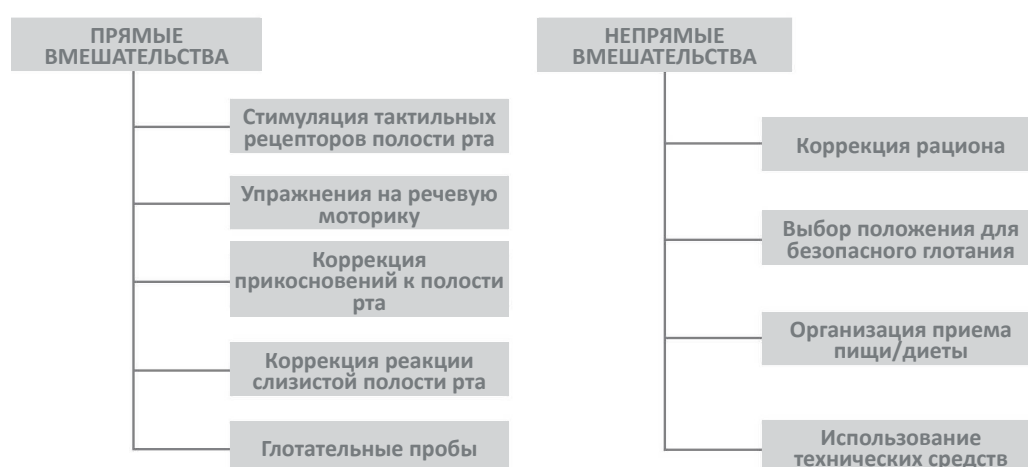 ПРЯМЫЕ
ВМЕШАТЕЛЬСТВА
Стимуляция тактильных
рецепторов полости рта
Упражнения на речевую
моторику
Коррекция
прикосновений к полости
рта
Коррекция реакции
слизистой полости рта
Глотательные пробы
НЕПРЯМЫЕ
ВМЕШАТЕЛЬСТВА
Коррекция рациона
Выбор положения для
безопасного глотания
Организация приема
пищи/диеты
Использование
технических средств